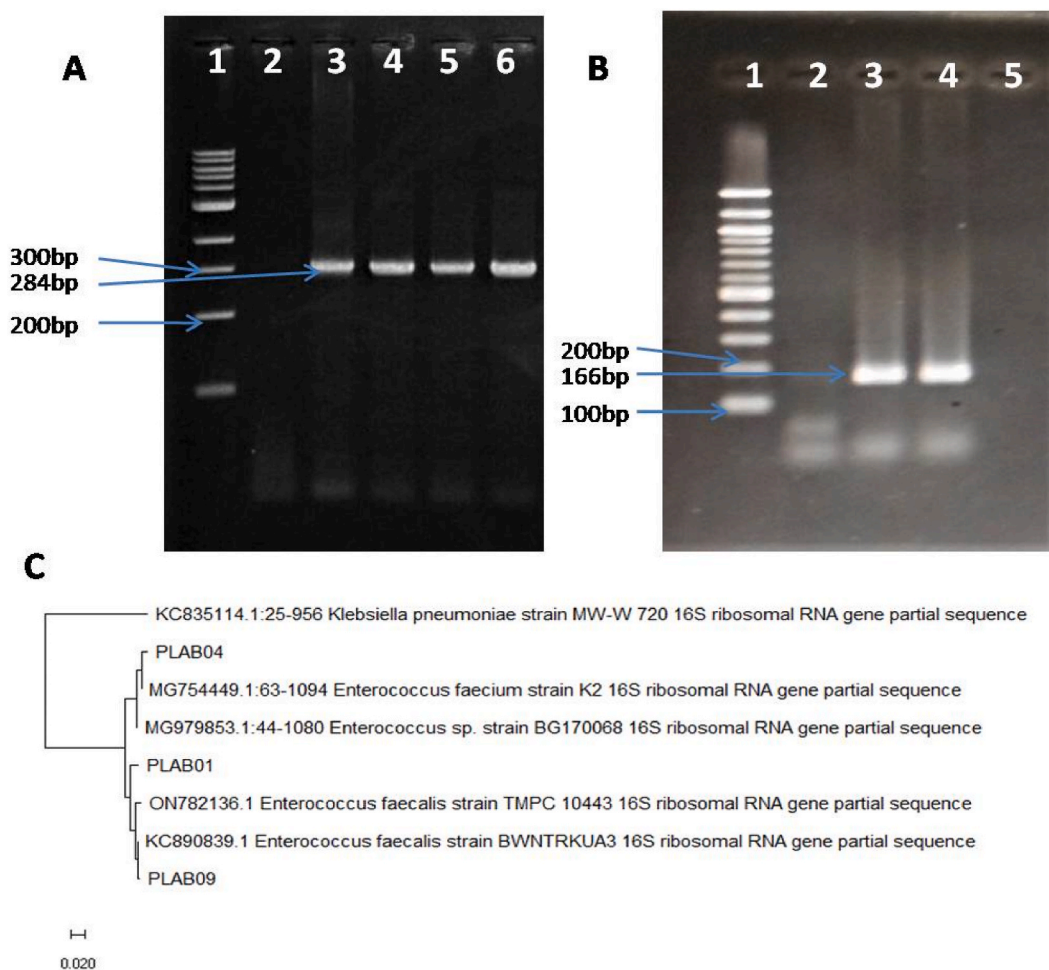 A
1 2 3 4 5 6
300bp
284bp
200bp
B
1 2 3 4 5
200bp
166bp
100bp
C
KC835114.1:25-956 Klebsiella pneumoniae strain MW-W 720 16S ribosomal RNA gene partial sequence
PLAB04
MG754449.1:63-1094 Enterococcus faecium strain K2 16S ribosomal RNA gene partial sequence
MG979853.1:44-1080 Enterococcus sp. strain BG170068 16S ribosomal RNA gene partial sequence
PLAB01
ON782136.1 Enterococcus faecalis strain TMPC 10443 16S ribosomal RNA gene partial sequence
KC890839.1 Enterococcus faecalis strain BWNTRKUA3 16S ribosomal RNA gene partial sequence
PLAB09
0.020